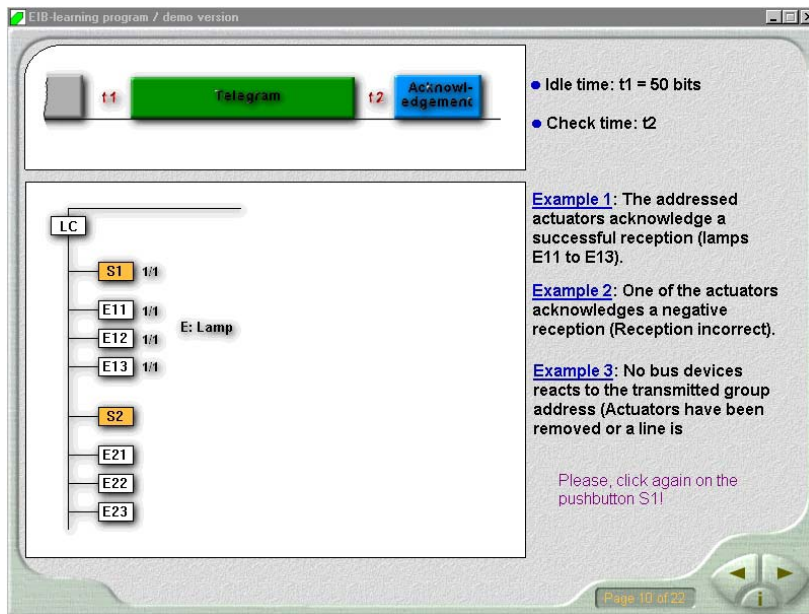 EIB-learning program / demo version
t1
Telegram
t2
Acknowl-
edgement
Idle time: t1 = 50 bits
Check time: t2
LC
S1 1/1
E11 1/1
E12 1/1
E: Lamp
E13 1/1
S2
E21
E22
E23
Example 1: The addressed
actuators acknowledge a
successful reception (lamps
E11 to E13).
Example 2: One of the actuators
acknowledges a negative
reception (Reception incorrect).
Example 3: No bus devices
reacts to the transmitted group
address (Actuators have been
removed or a line is
Please, click again on the
pushbutton S1!
Page 10 of 22
i